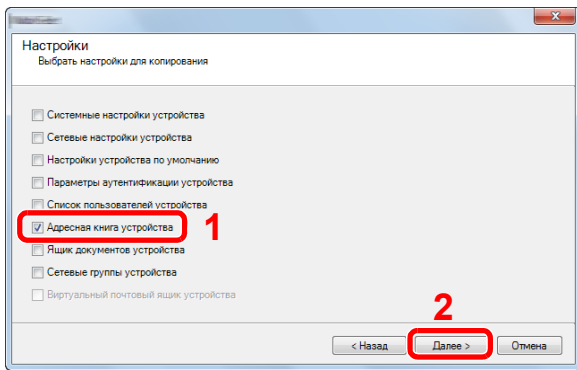 Настройки
Выбрать настройки для копирования
Системные настройки устройства
Сетевые настройки устройства
Настройки устройства по умолчанию
Параметры аутентификации устройства
Список пользователей устройства
Адресная книга устройства
1
Ящик документов устройства
Сетевые группы устройства
Виртуальный почтовый ящик устройства
2
< Назад Далее > Отмена